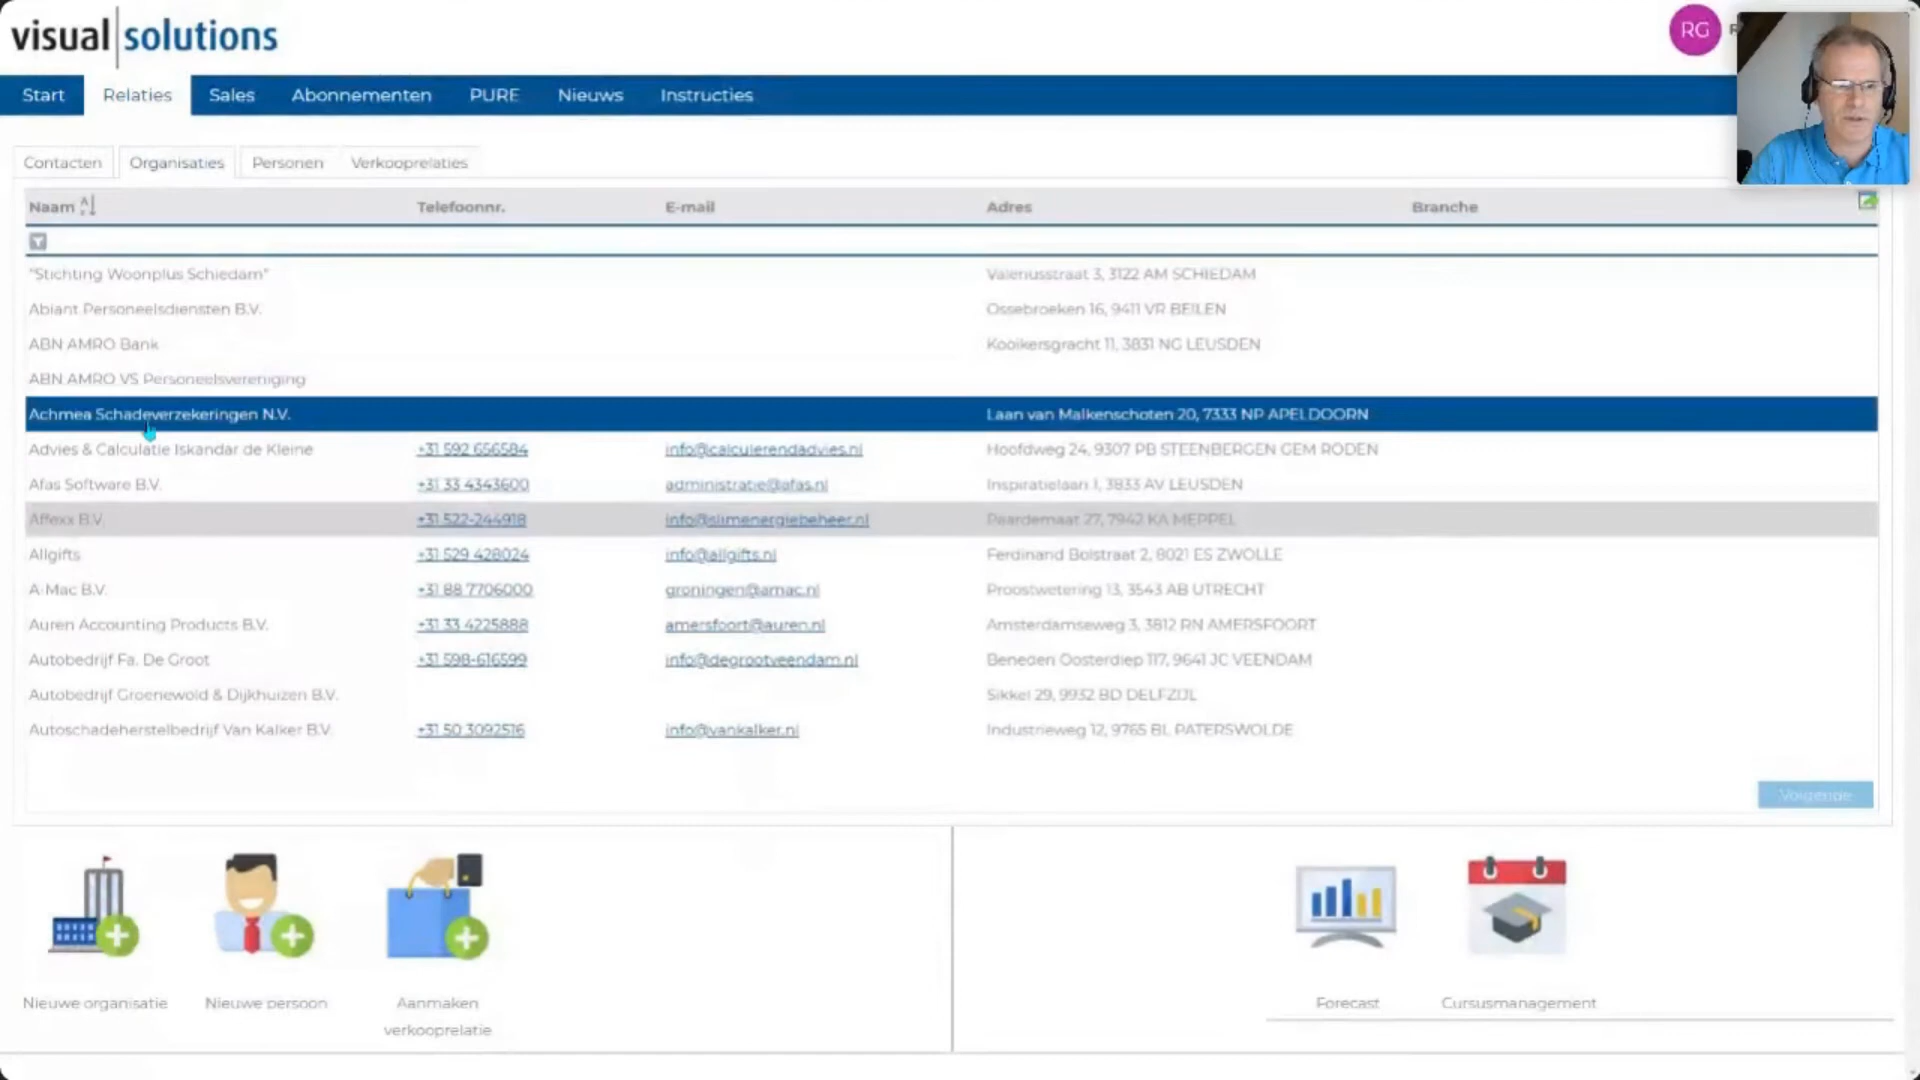 visual solutions
RG
Start Relaties Sales Abonnementen PURE Nieuws Instructies
Contacten Organisaties Personen Verkooprelaties
Naam Telefoonnr. E-mail Adres Branche
"Stichting Woonplus Schiedam" Valeriusstraat 3, 3122 AM SCHIEDAM
Abiant Personeelsdiensten B.V. Ossebroeken 16, 9411 VR BEILEN
ABN AMRO Bank Kooikersgracht 11, 3831 NG LEUSDEN
ABN AMRO VS Personeelsvereniging
Achmea Schadeverzekeringen N.V. Laan van Malkenschoten 20, 7333 NP APELDOORN
Advies & Calculatie Iskandar de Kleine +31 592 656584 info@calculerendadvies.nl Hoofdweg 24, 9307 PB STEENBERGEN GEM RODEN
Afas Software B.V. +31 33 4343600 administratie@afas.nl Inspiratielaan 1, 3833 AV LEUSDEN
Affexx B.V. +31 522-244918 info@slimenergiebeheer.nl Paardemaat 27, 7942 KA MEPPEL
Allgifts +31 529 428024 info@allgifts.nl Ferdinand Bolstraat 2, 8021 ES ZWOLLE
A-Mac B.V. +31 88 7706000 groningen@amac.nl Proostwetering 13, 3543 AB UTRECHT
Auren Accounting Products B.V. +31 33 4225888 amersfoort@auren.nl Amsterdamseweg 3, 3812 RN AMERSFOORT
Autobedrijf Fa. De Groot +31 598-616599 info@degrootveendam.nl Beneden Oosterdiep 117, 9641 JC VEENDAM
Autobedrijf Groenewold & Dijkhuizen B.V. Sikkel 29, 9932 BD DELFZIJL
Autoschadeherstelbedrijf Van Kalker B.V. +31 50 3092516 info@vankalker.nl Industrieweg 12, 9765 BL PATERSWOLDE
Volgende
Nieuwe organisatie Nieuwe persoon Aanmaken verkooprelatie Forecast Cursusmanagement